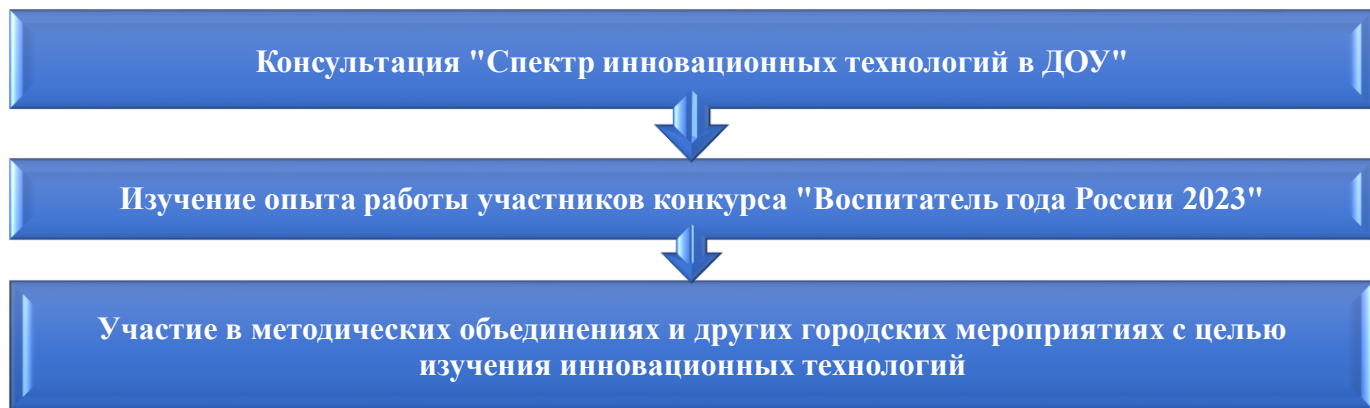 Консультация "Спектр инновационных технологий в ДОУ"
Изучение опыта работы участников конкурса "Воспитатель года России 2023"
Участие в методических объединениях и других городских мероприятиях с целью
изучения инновационных технологий